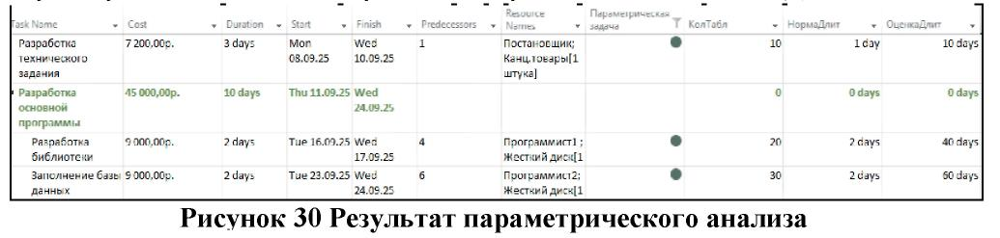 Task Name Cost Duration Start Finish Predecessors Resource Names Параметрическая задача КолТабл НормаДлит ОценкаДлит
Разработка технического задания 7 200,00р. 3 days Mon 08.09.25 Wed 10.09.25 1 Постановщик; Канц.товары[1 штука] 10 1 day 10 days
Разработка основной программы 45 000,00р. 10 days Thu 11.09.25 Wed 24.09.25 0 0 days 0 days
Разработка библиотеки 9 000,00р. 2 days Tue 16.09.25 Wed 17.09.25 4 Программист1; Жесткий диск[1 20 2 days 40 days
Заполнение базы данных 9 000,00р. 2 days Tue 23.09.25 Wed 24.09.25 6 Программист2; Жесткий диск[1 30 2 days 60 days
Рисунок 30 Результат параметрического анализа